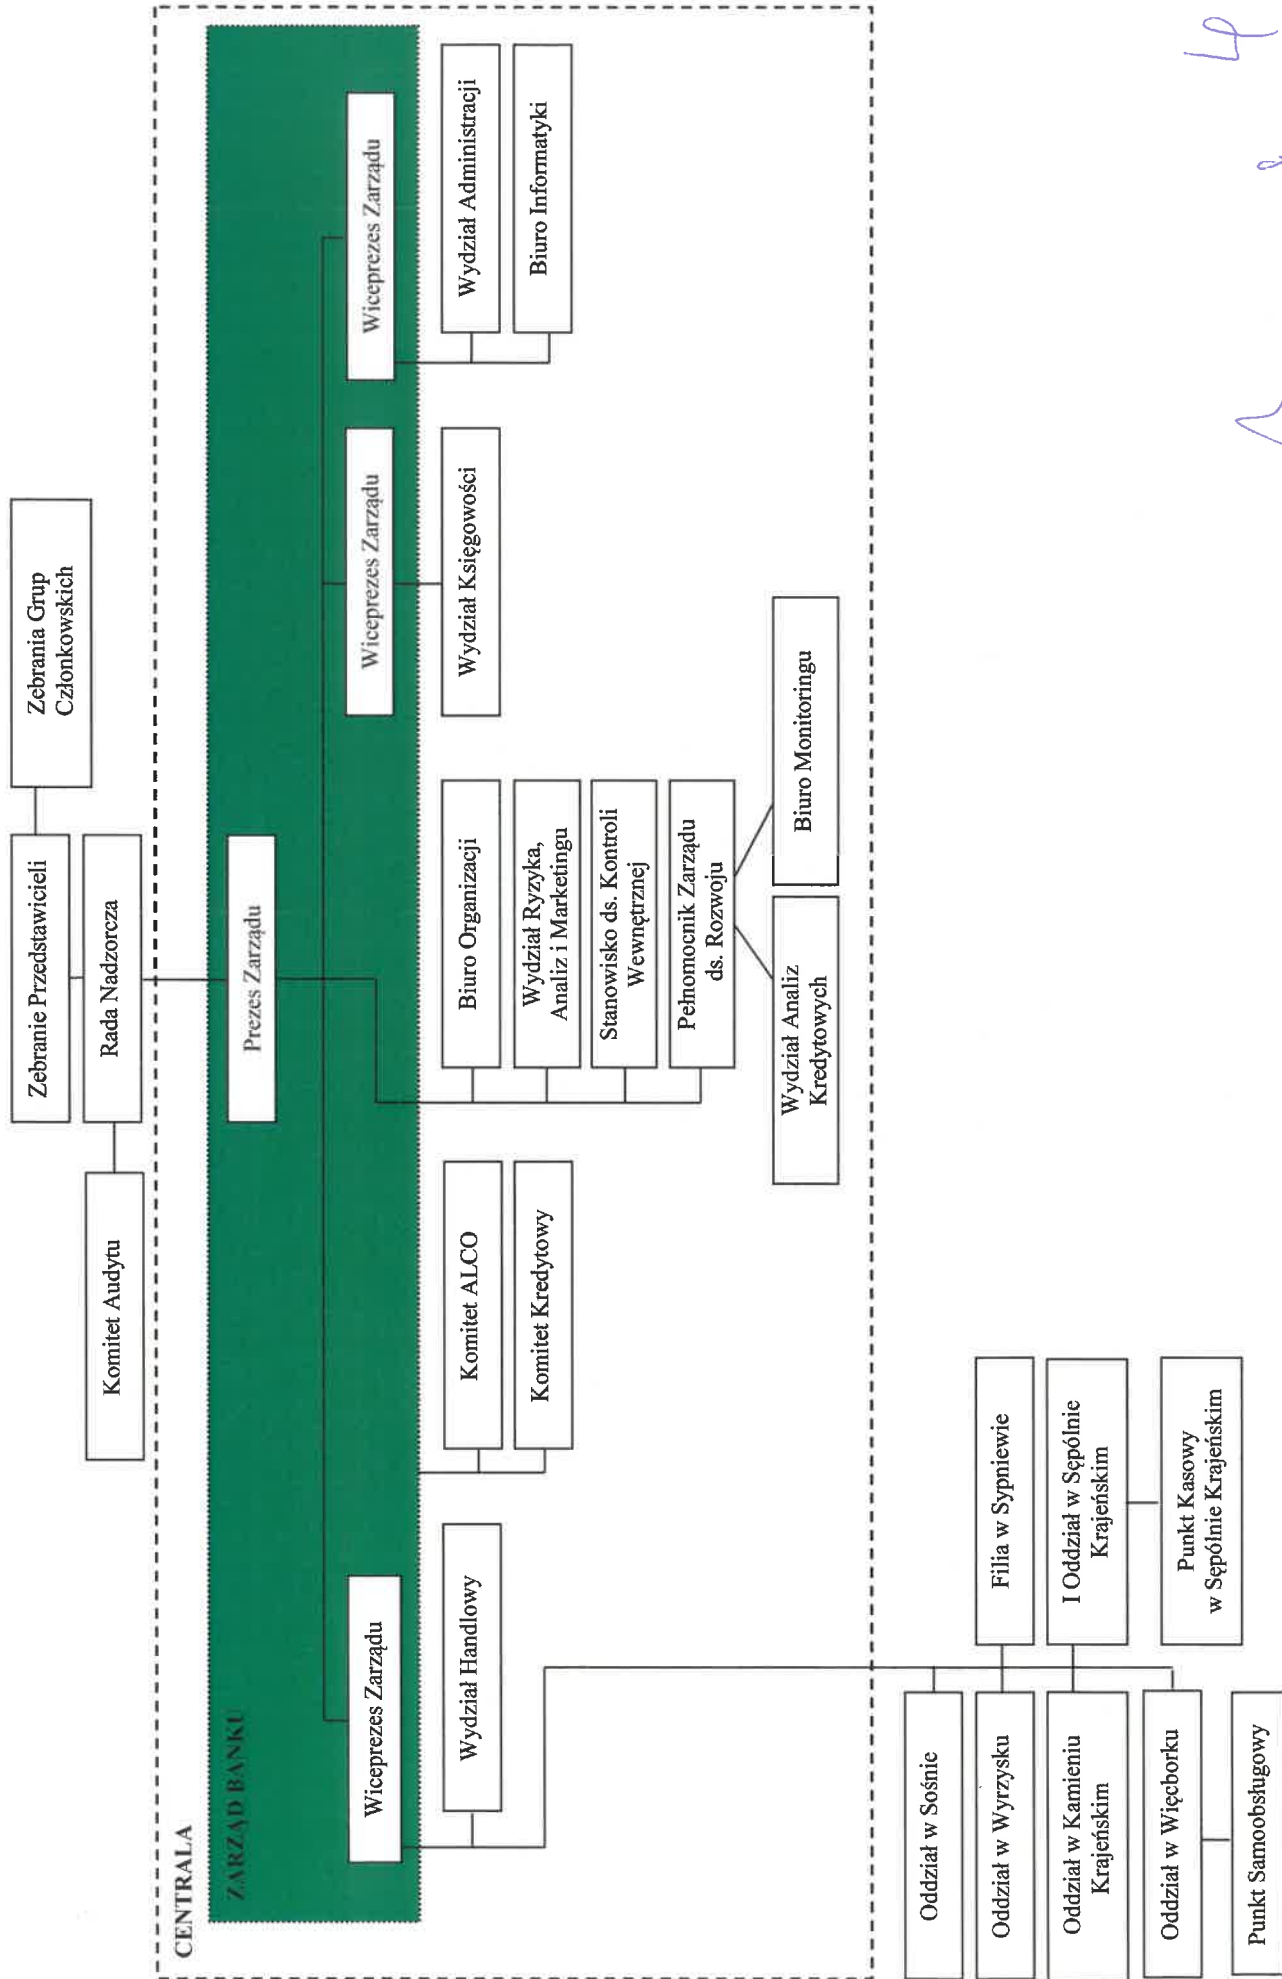 Zebrania Grup
Członkowskich
Zebranie Przedstawicieli
Rada Nadzorcza
Komitet Audytu
CENTRALA
ZARZĄD BANKU
Prezes Zarządu
Wiceprezes Zarządu
Wiceprezes Zarządu
Wiceprezes Zarządu
Wydział Handlowy
Komitet ALCO
Komitet Kredytowy
Biuro Organizacji
Wydział Ryzyka,
Analiz i Marketingu
Stanowisko ds. Kontroli
Wewnętrznej
Pełnomocnik Zarządu
ds. Rozwoju
Wydział Analiz
Kredytowych
Biuro Monitoringu
Wydział Księgowości
Wydział Administracji
Biuro Informatyki
Oddział w Sośnie
Oddział w Wyrzysku
Filia w Sypniewie
Oddział w Kamieniu
Krajeńskim
I Oddział w Sępólnie
Krajeńskim
Oddział w Więcborku
Punkt Kasowy
w Sępólnie Krajeńskim
Punkt Samoobsługowy